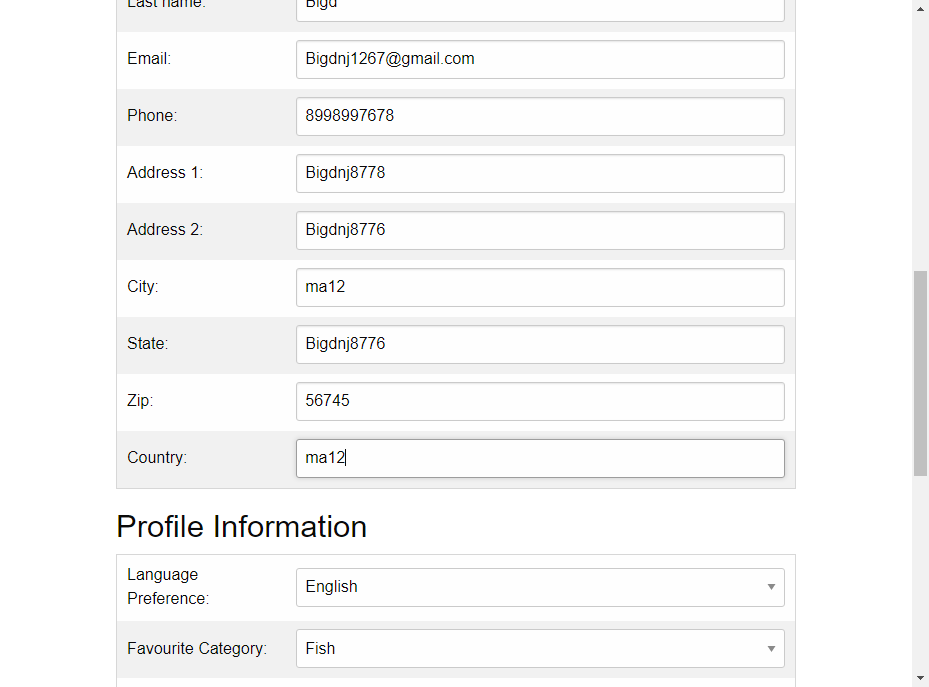 Last name: Bigd
Email: Bigdnj1267@gmail.com
Phone: 8998997678
Address 1: Bigdnj8778
Address 2: Bigdnj8776
City: ma12
State: Bigdnj8776
Zip: 56745
Country: ma12
Profile Information
Language
Preference: English
Favourite Category: Fish